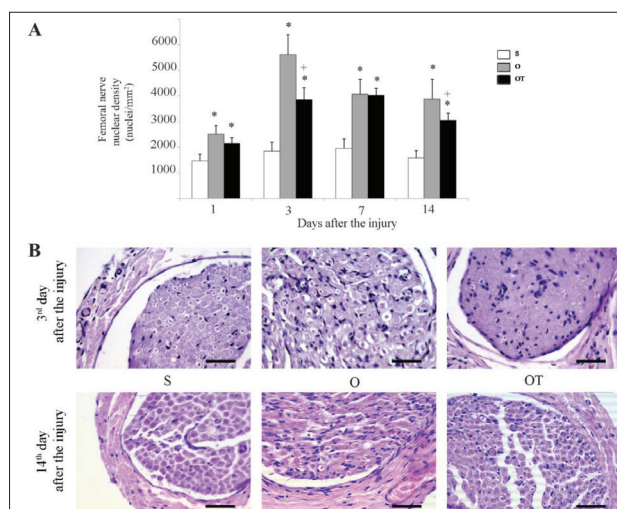 A
Femoral nerve
nuclear density
(nuclei/mm²)
6000
5000
4000
3000
2000
1000
* * * + * * * * + *
S
O
OT
1 3 7 14
Days after the injury
B
3rd day
after the injury
S O OT
14th day
after the injury